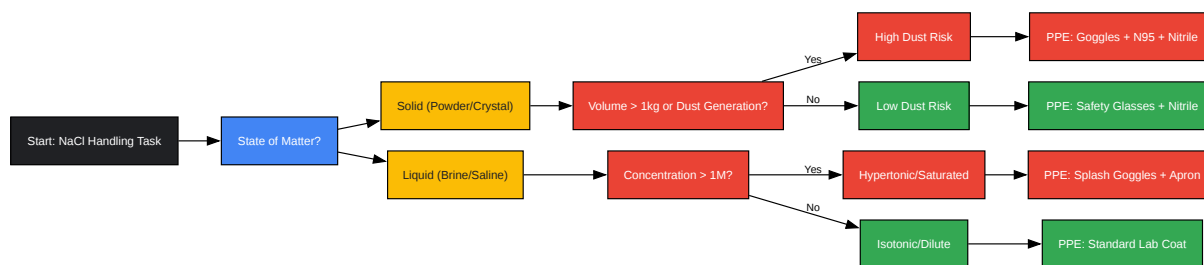 Start: NaCl Handling Task
State of Matter?
Solid (Powder/Crystal)
Liquid (Brine/Saline)
Volume > 1kg or Dust Generation?
Concentration > 1M?
Yes
No
Yes
No
High Dust Risk
Low Dust Risk
Hypertonic/Saturated
Isotonic/Dilute
PPE: Goggles + N95 + Nitrile
PPE: Safety Glasses + Nitrile
PPE: Splash Goggles + Apron
PPE: Standard Lab Coat